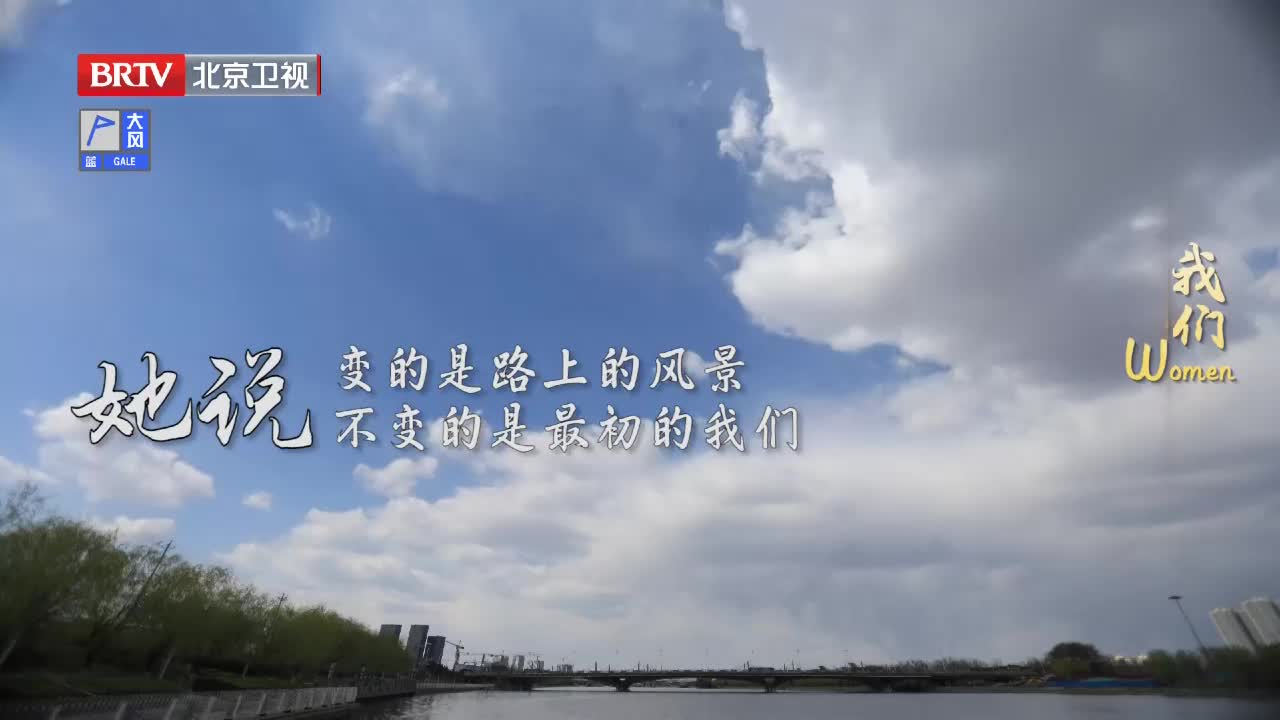 BRTV 北京卫视
大风
蓝 GALE
我们
Women
她说
变的是路上的风景
不变的是最初的我们